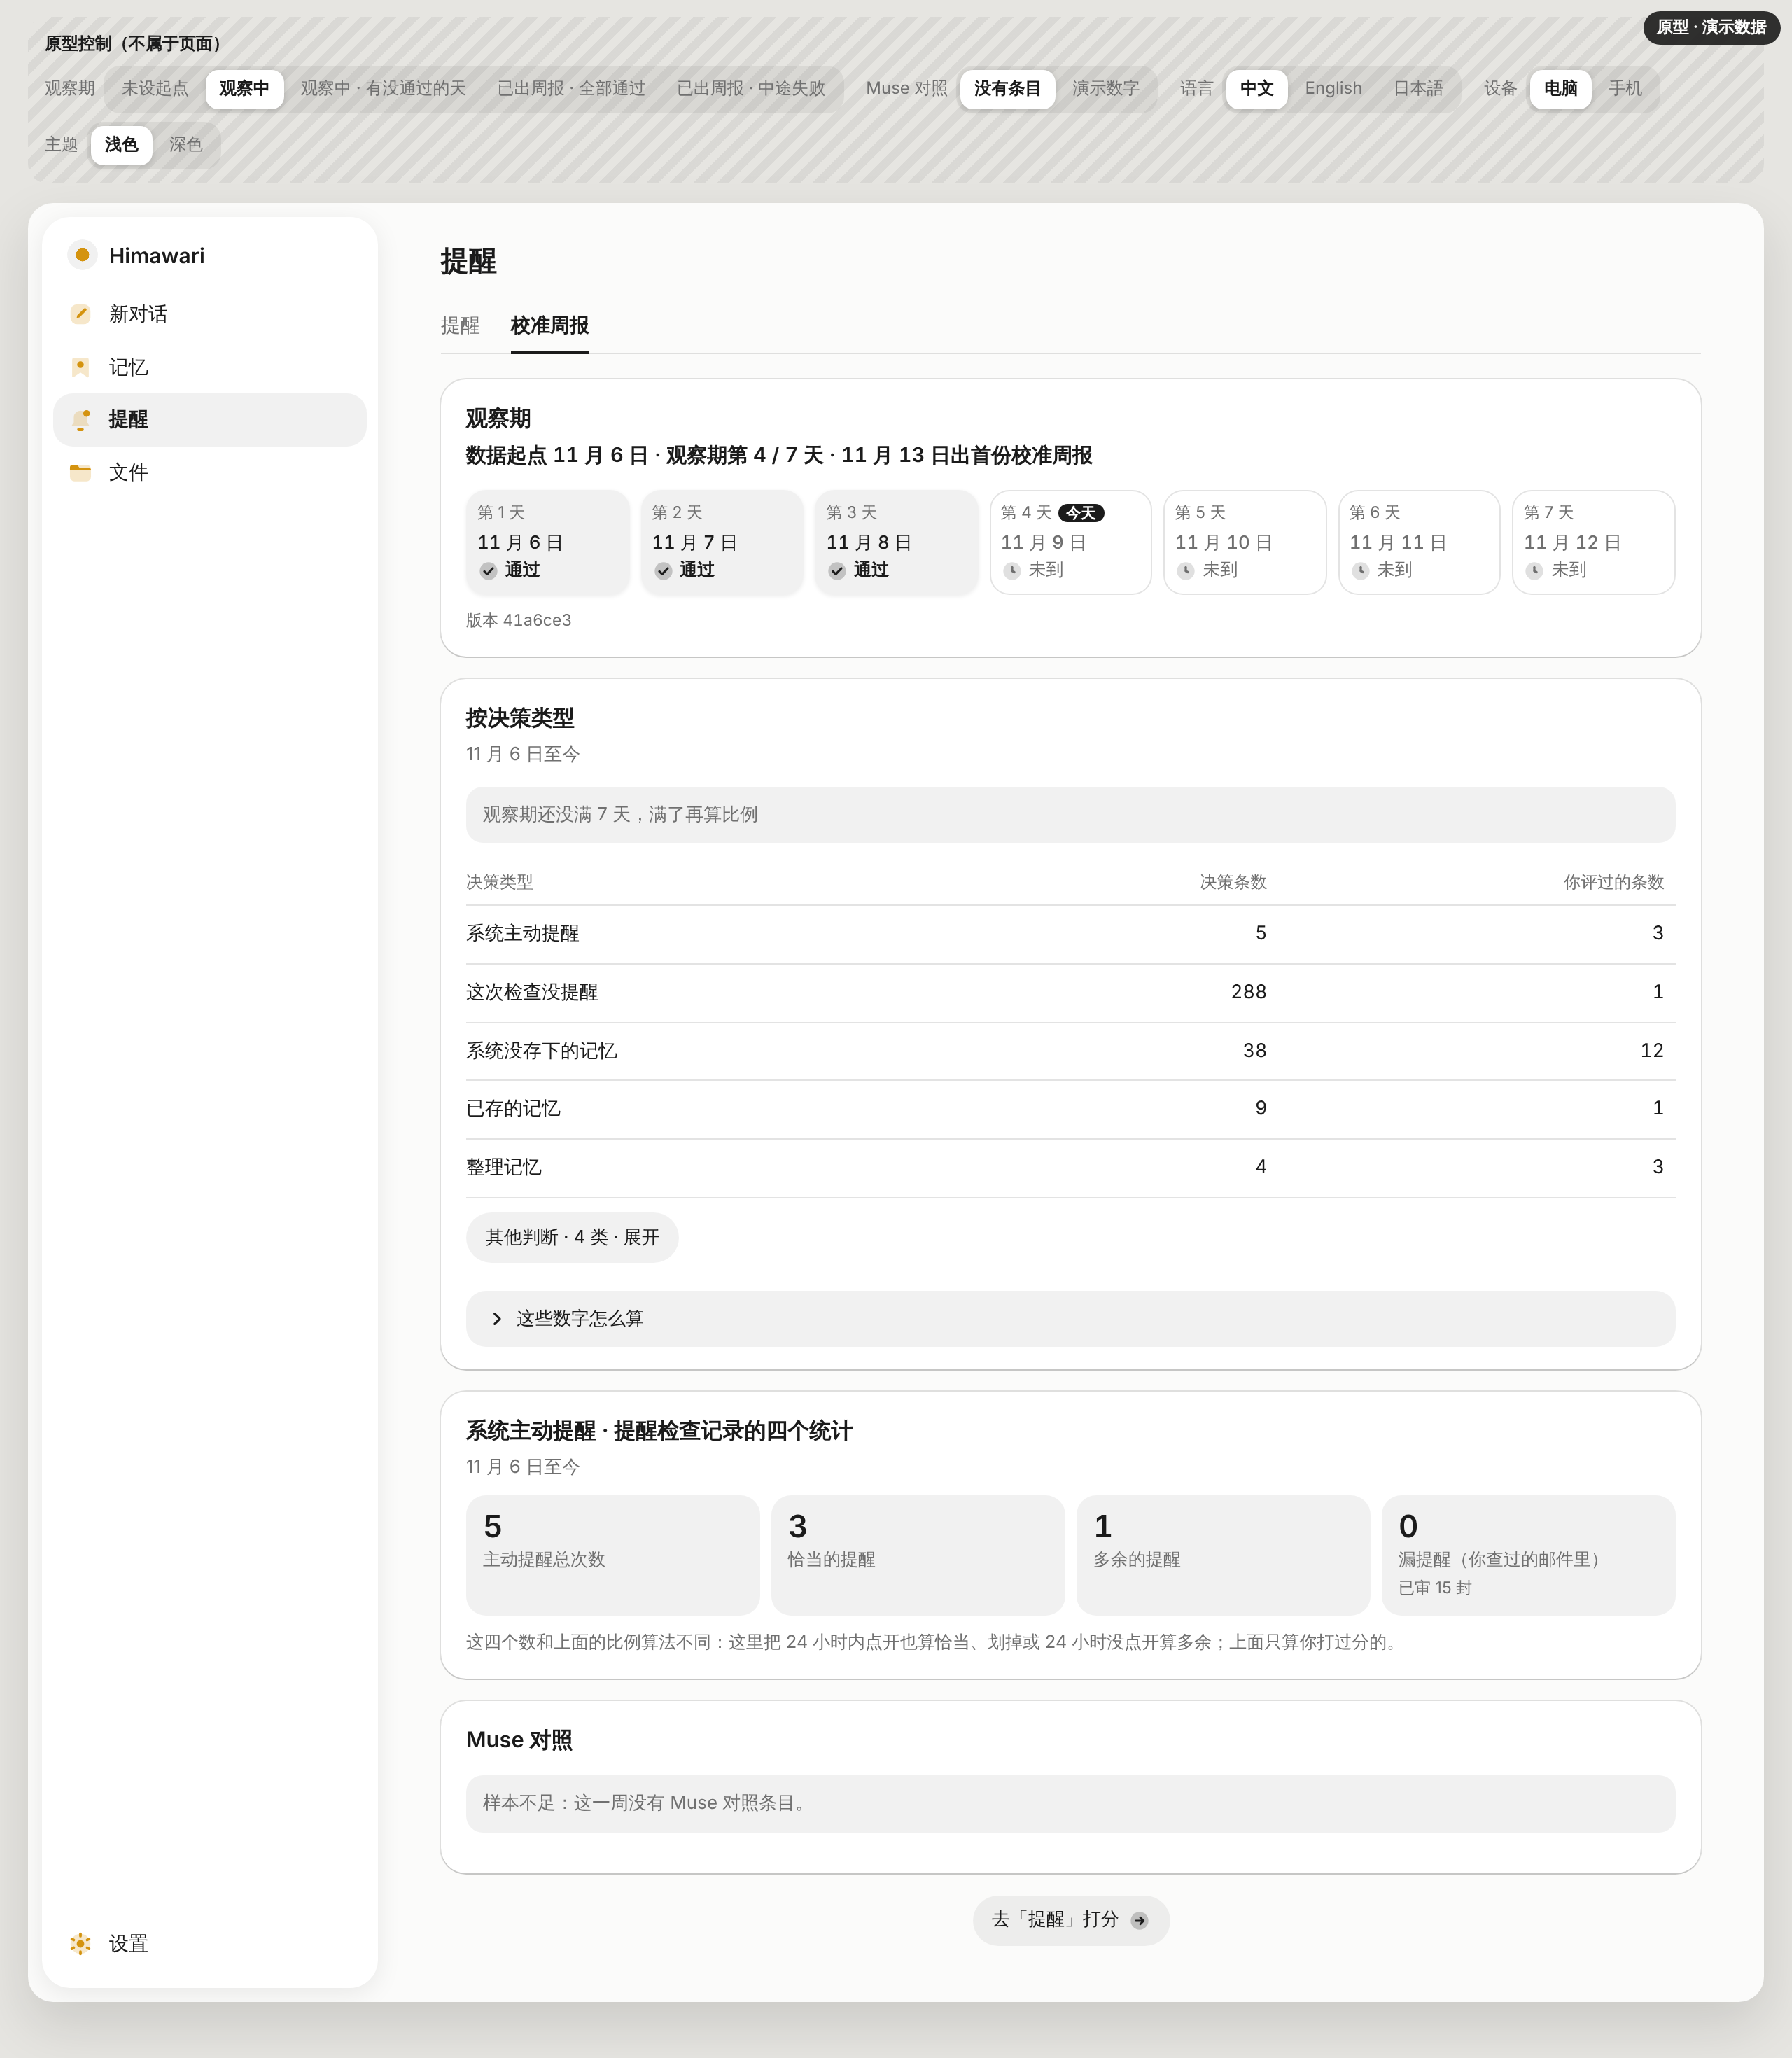 原型 · 演示数据
原型控制（不属于页面）
观察期 未设起点 观察中 观察中 · 有没通过的天 已出周报 · 全部通过 已出周报 · 中途失败 Muse 对照 没有条目 演示数字 语言 中文 English 日本語 设备 电脑 手机
主题 浅色 深色
Himawari
新对话
记忆
提醒
文件
设置
提醒
提醒 校准周报
观察期
数据起点 11 月 6 日 · 观察期第 4 / 7 天 · 11 月 13 日出首份校准周报
第 1 天
11 月 6 日
通过
第 2 天
11 月 7 日
通过
第 3 天
11 月 8 日
通过
第 4 天 今天
11 月 9 日
未到
第 5 天
11 月 10 日
未到
第 6 天
11 月 11 日
未到
第 7 天
11 月 12 日
未到
版本 41a6ce3
按决策类型
11 月 6 日至今
观察期还没满 7 天，满了再算比例
决策类型 决策条数 你评过的条数
系统主动提醒 5 3
这次检查没提醒 288 1
系统没存下的记忆 38 12
已存的记忆 9 1
整理记忆 4 3
其他判断 · 4 类 · 展开
这些数字怎么算
系统主动提醒 · 提醒检查记录的四个统计
11 月 6 日至今
5
主动提醒总次数
3
恰当的提醒
1
多余的提醒
0
漏提醒（你查过的邮件里）
已审 15 封
这四个数和上面的比例算法不同：这里把 24 小时内点开也算恰当、划掉或 24 小时没点开算多余；上面只算你打过分的。
Muse 对照
样本不足：这一周没有 Muse 对照条目。
去「提醒」打分